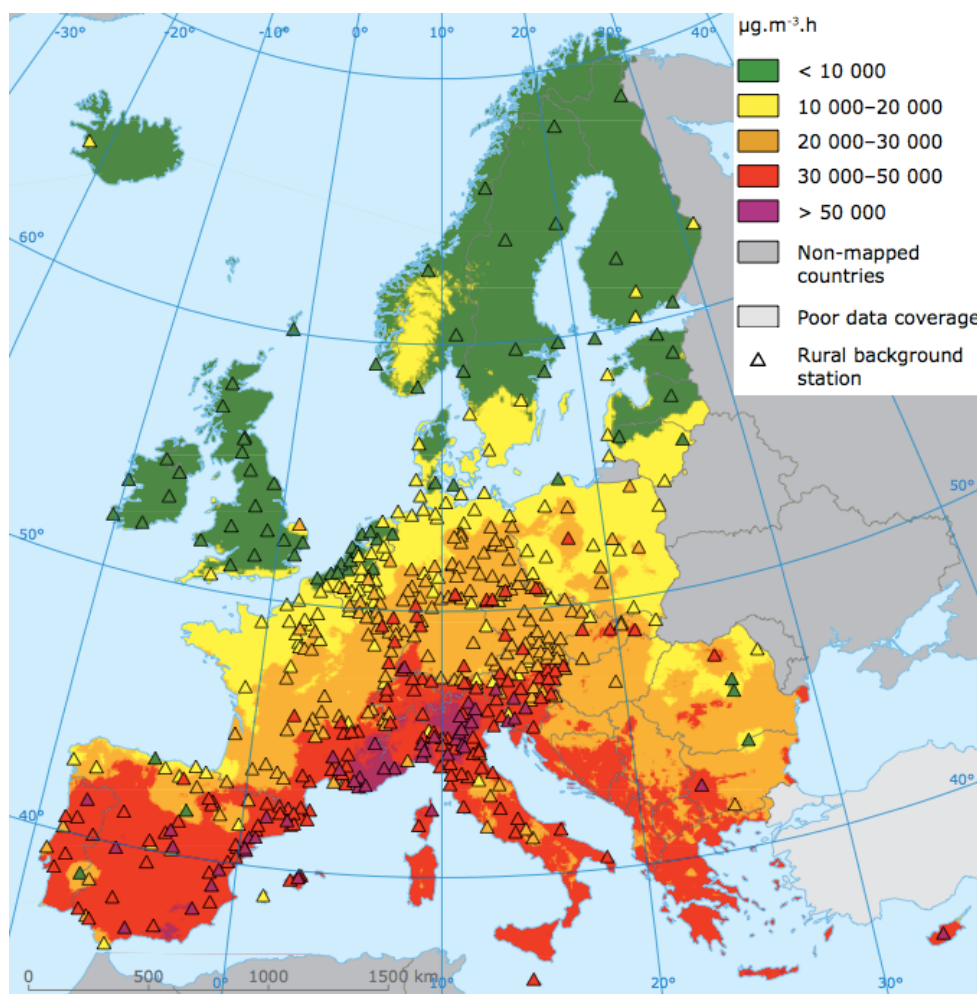 -30°
-20°
-10°
0°
10°
20°
30°
40°
µg.m⁻³.h
< 10 000
10 000–20 000
20 000–30 000
30 000–50 000
> 50 000
Non-mapped
countries
Poor data coverage
Rural background
station
60°
50°
50°
40°
40°
0
500
1000
1500 km
0°
10°
20°
30°